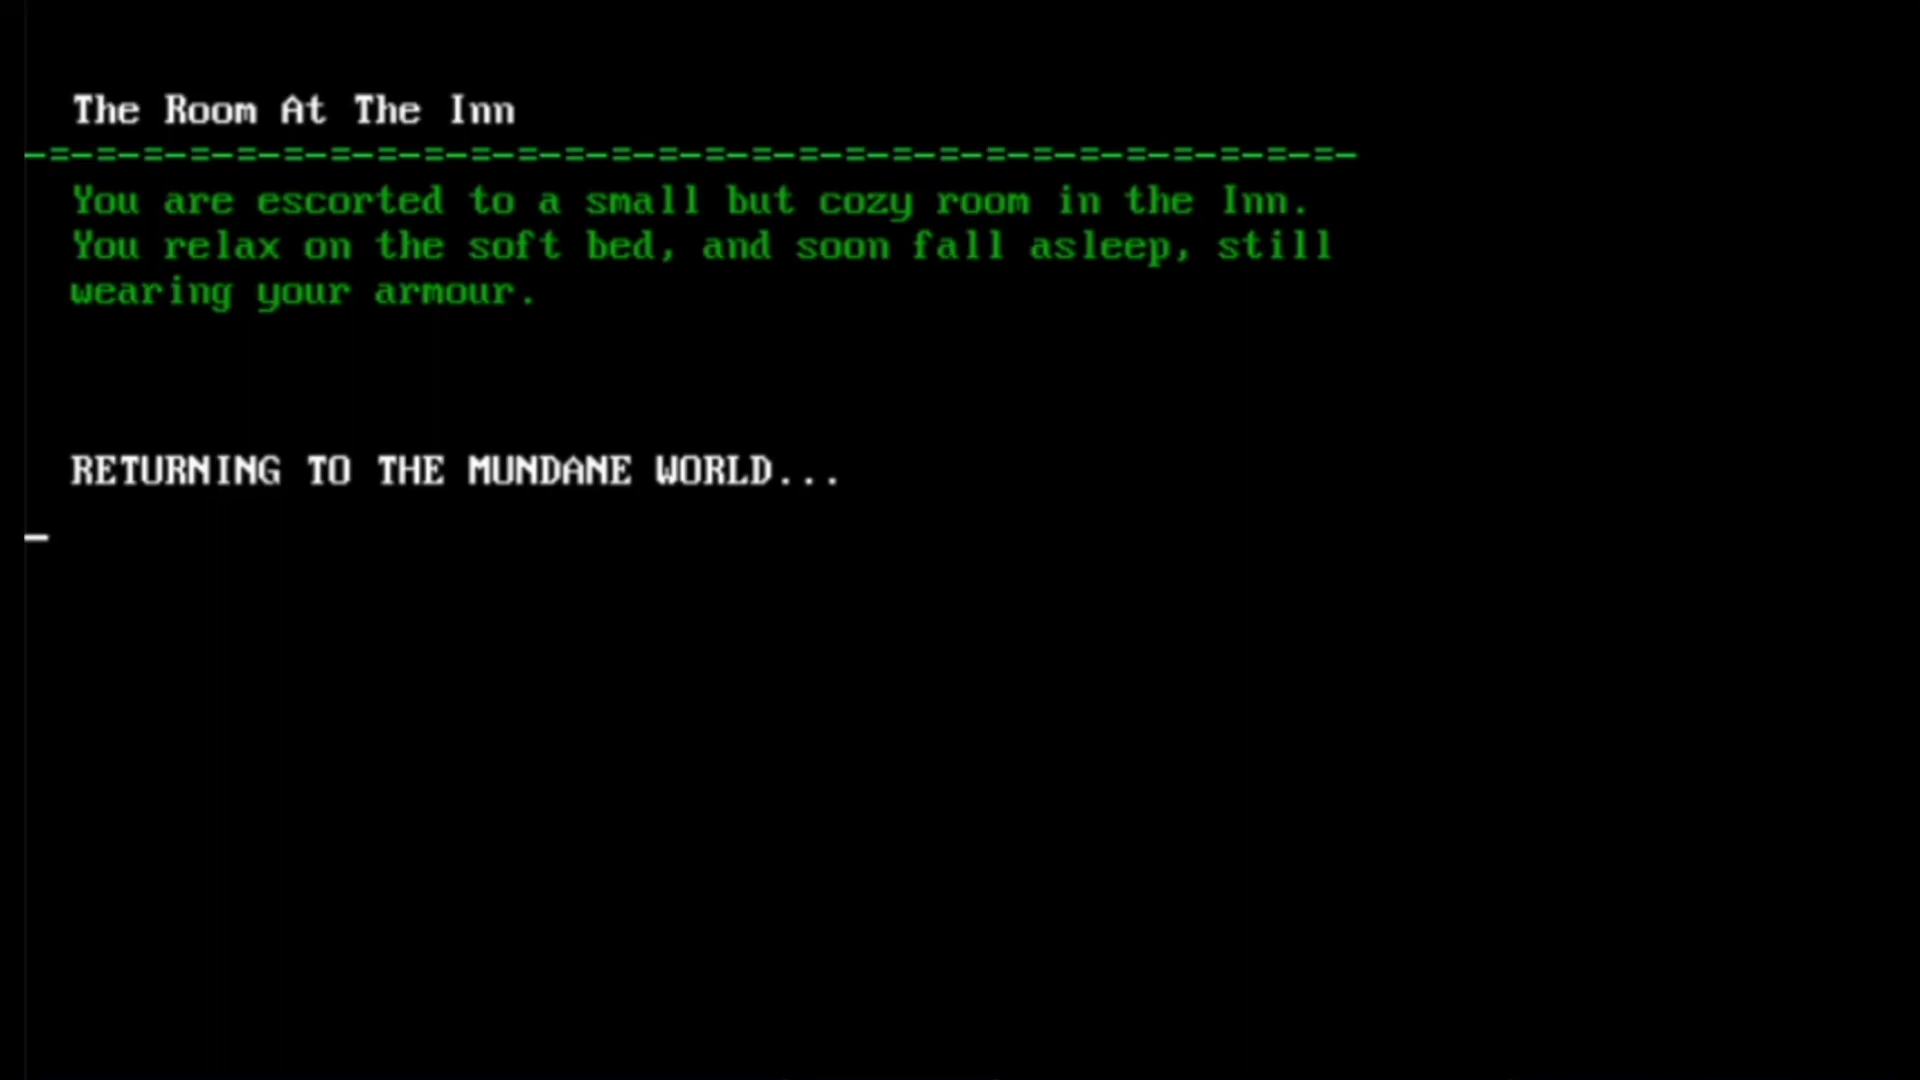 The Room At The Inn
-=-=-=-=-=-=-=-=-=-=-=-=-=-=-=-=-=-=-=-=-=-=-=-=-=-=-=-=-
You are escorted to a small but cozy room in the Inn.
You relax on the soft bed, and soon fall asleep, still
wearing your armour.
RETURNING TO THE MUNDANE WORLD...
_